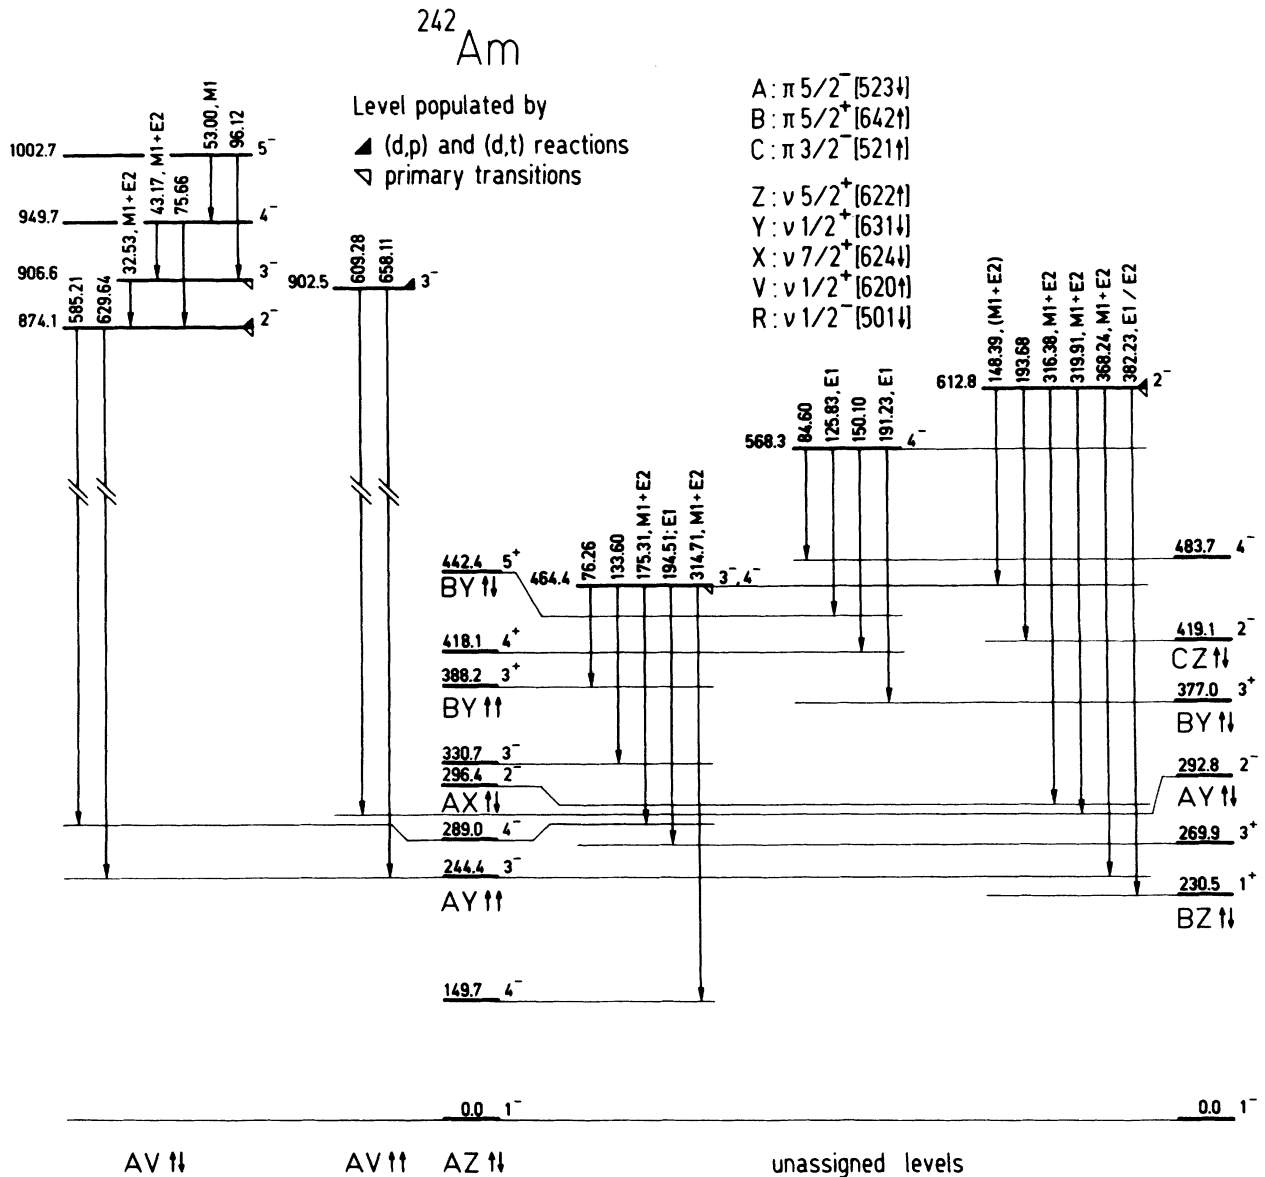 ²⁴²Am
Level populated by
◢ (d,p) and (d,t) reactions
◹ primary transitions
A : π 5/2⁻ [523↓]
B : π 5/2⁺ [642↑]
C : π 3/2⁻ [521↑]
Z : ν 5/2⁺ [622↑]
Y : ν 1/2⁺ [631↓]
X : ν 7/2⁺ [624↓]
V : ν 1/2⁺ [620↑]
R : ν 1/2⁻ [501↓]
53.00, M1
96.12
1002.7 5⁻
43.17, M1 + E2
75.66
949.7 4⁻
32.53, M1 + E2
906.6 3⁻
585.21
629.64
874.1 2⁻
609.28
658.11
902.5 3⁻
148.39, (M1 + E2)
193.68
316.38, M1 + E2
319.91, M1 + E2
368.24, M1 + E2
382.23, E1 / E2
612.8 2⁻
84.60
125.83, E1
150.10
191.23, E1
568.3 4⁻
76.26
133.60
175.31, M1 + E2
194.51; E1
314.71, M1 + E2
464.4 3⁻, 4⁻
442.4 5⁺
BY ↑↓
418.1 4⁺
388.2 3⁺
BY ↑↑
330.7 3⁻
296.4 2⁻
AX ↑↓
289.0 4⁻
244.4 3⁻
AY ↑↑
149.7 4⁻
0.0 1⁻
483.7 4⁻
419.1 2⁻
CZ ↑↓
377.0 3⁺
BY ↑↓
292.8 2⁻
AY ↑↓
269.9 3⁺
230.5 1⁺
BZ ↑↓
0.0 1⁻
AV ↑↓
AV ↑↑
AZ ↑↓
unassigned levels